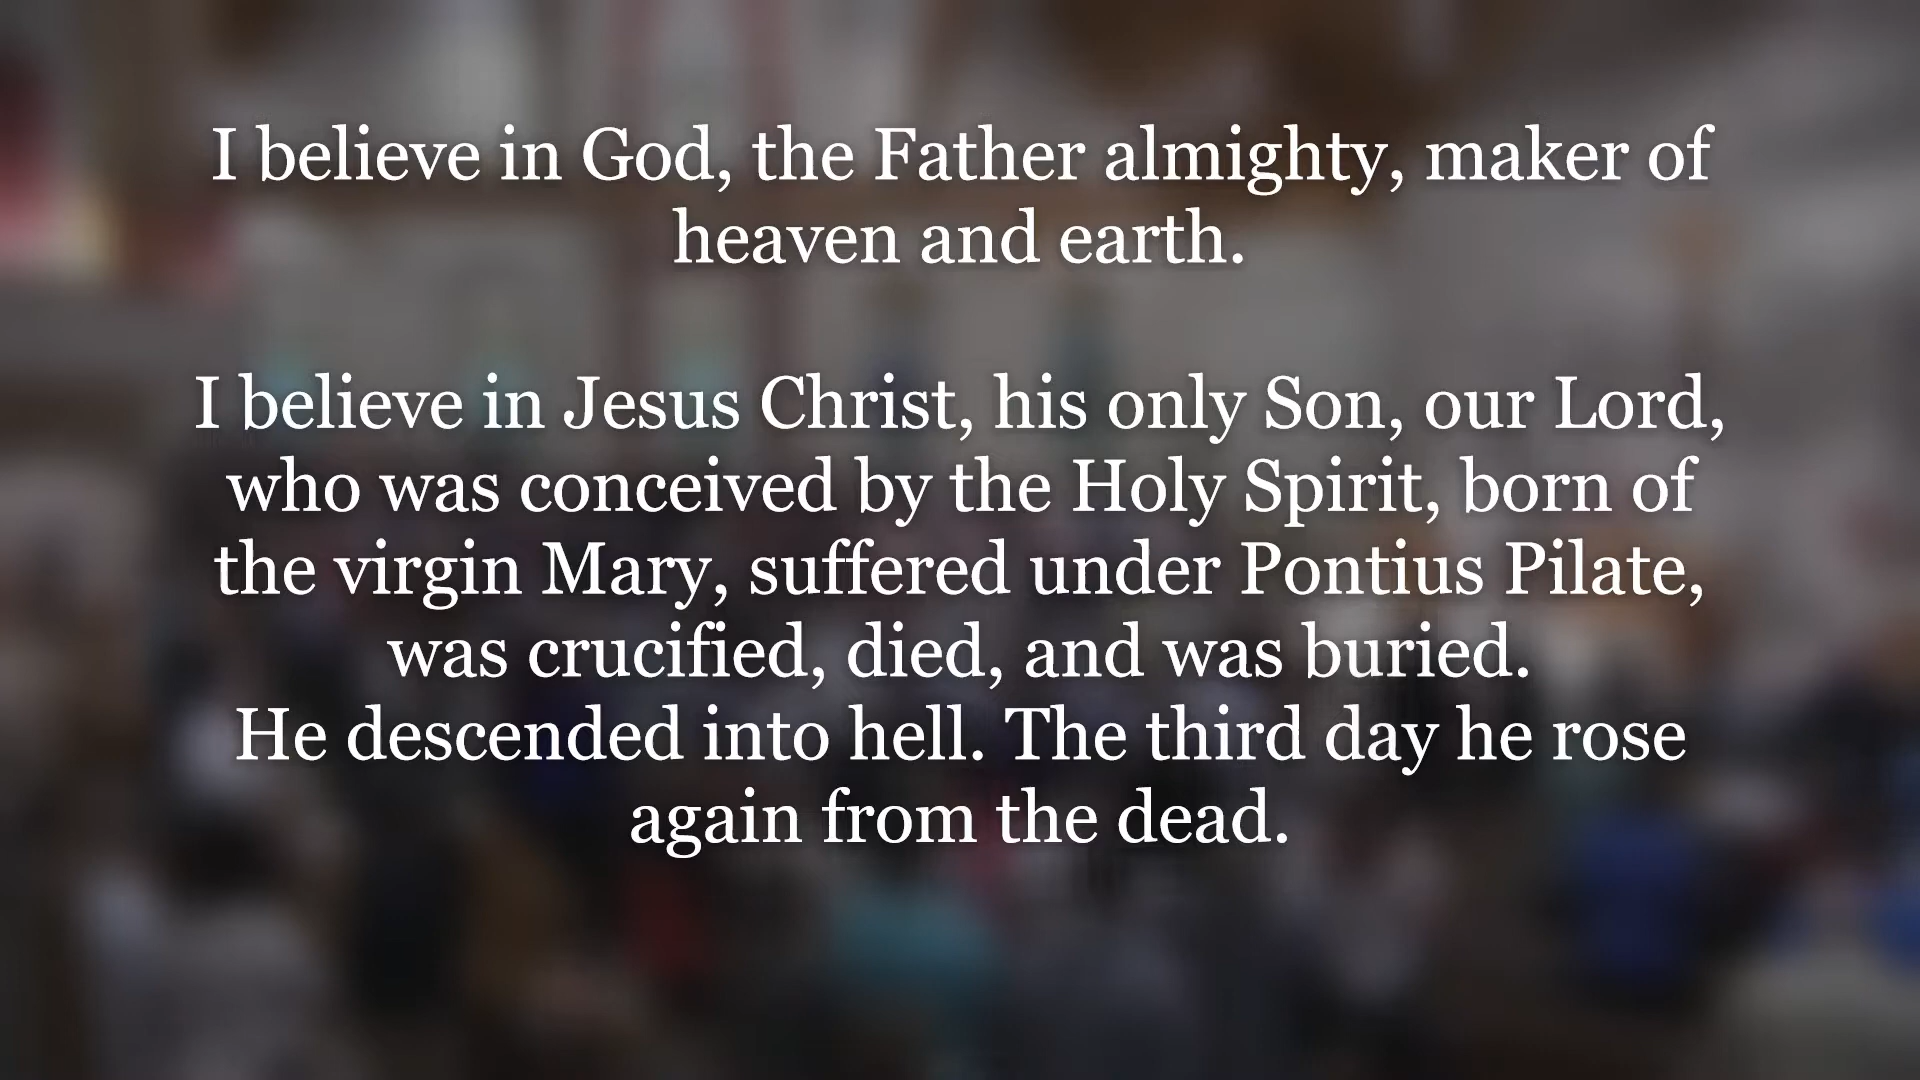 I believe in God, the Father almighty, maker of
heaven and earth.
I believe in Jesus Christ, his only Son, our Lord,
who was conceived by the Holy Spirit, born of
the virgin Mary, suffered under Pontius Pilate,
was crucified, died, and was buried.
He descended into hell. The third day he rose
again from the dead.